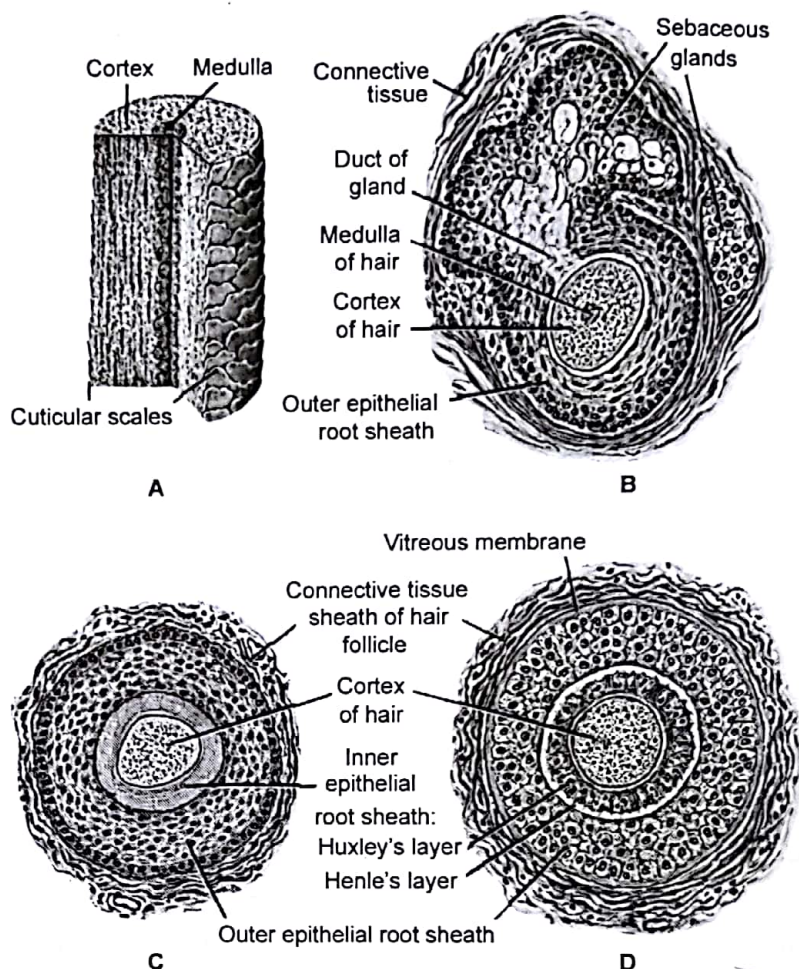 Cortex
Medulla
Cuticular scales
A
Connective
tissue
Sebaceous
glands
Duct of
gland
Medulla
of hair
Cortex
of hair
Outer epithelial
root sheath
B
Vitreous membrane
Connective tissue
sheath of hair
follicle
Cortex
of hair
Inner
epithelial
root sheath:
Huxley's layer
Henle's layer
Outer epithelial root sheath
C
D